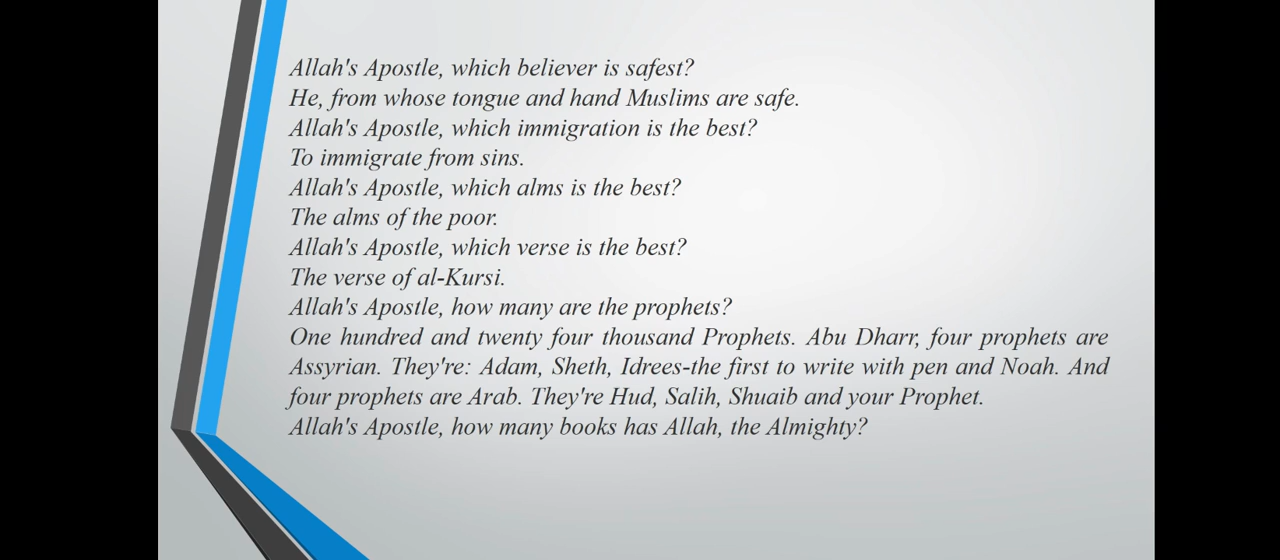 Allah's Apostle, which believer is safest?
He, from whose tongue and hand Muslims are safe.
Allah's Apostle, which immigration is the best?
To immigrate from sins.
Allah's Apostle, which alms is the best?
The alms of the poor.
Allah's Apostle, which verse is the best?
The verse of al-Kursi.
Allah's Apostle, how many are the prophets?
One hundred and twenty four thousand Prophets. Abu Dharr, four prophets are
Assyrian. They're: Adam, Sheth, Idrees-the first to write with pen and Noah. And
four prophets are Arab. They're Hud, Salih, Shuaib and your Prophet.
Allah's Apostle, how many books has Allah, the Almighty?